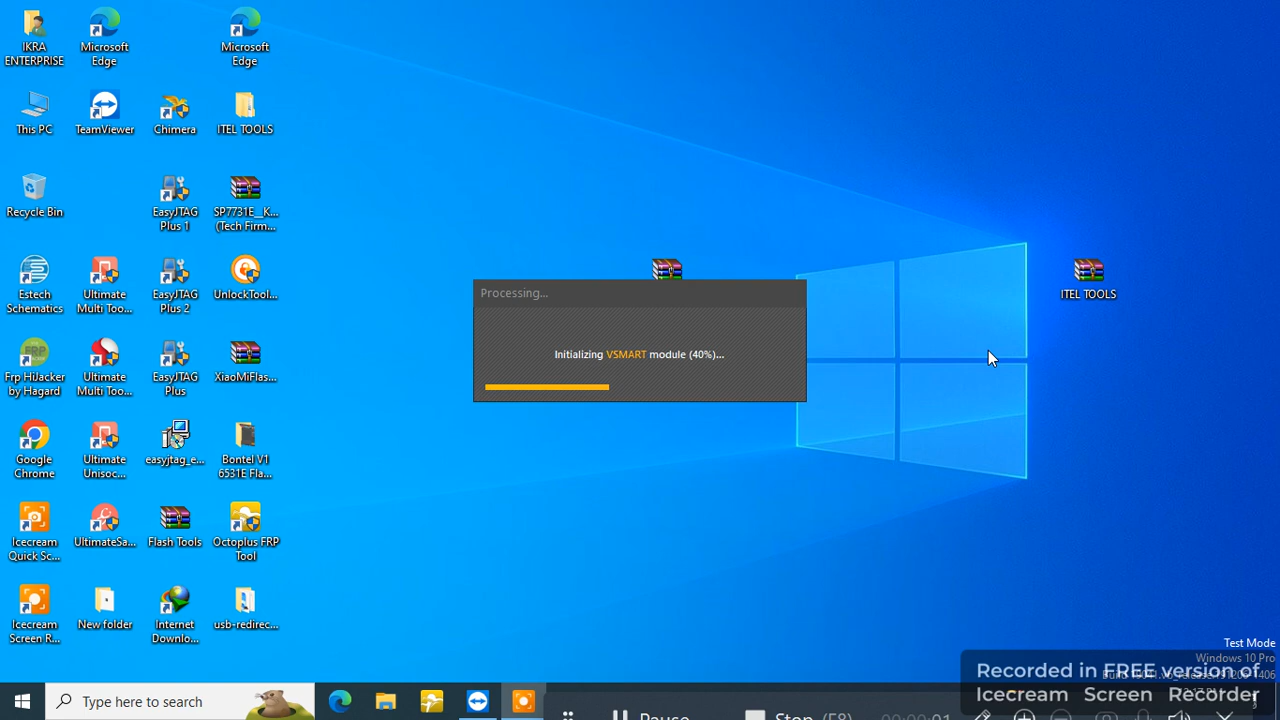 IKRA
ENTERPRISE
Microsoft
Edge
Microsoft
Edge
This PC
TeamViewer
Chimera
ITEL TOOLS
Recycle Bin
EasyJTAG
Plus 1
SP7731E__K...
(Tech Firm...
Estech
Schematics
Ultimate
Multi Too...
EasyJTAG
Plus 2
UnlockTool...
ITEL TOOLS
Processing...
Initializing VSMART module (40%)...
Frp HiJacker
by Hagard
Ultimate
Multi Too...
EasyJTAG
Plus
XiaoMiFlas...
Google
Chrome
Ultimate
Unisoc...
easyjtag_e...
Bontel V1
6531E Fla...
Icecream
Quick Sc...
UltimateSa...
Flash Tools
Octoplus FRP
Tool
Icecream
Screen R...
New folder
Internet
Downlo...
usb-redirec...
Test Mode
Windows 10 Pro
Recorded in FREE version of
Icecream Screen Recorder
Type here to search
Pause
Stop (F8)